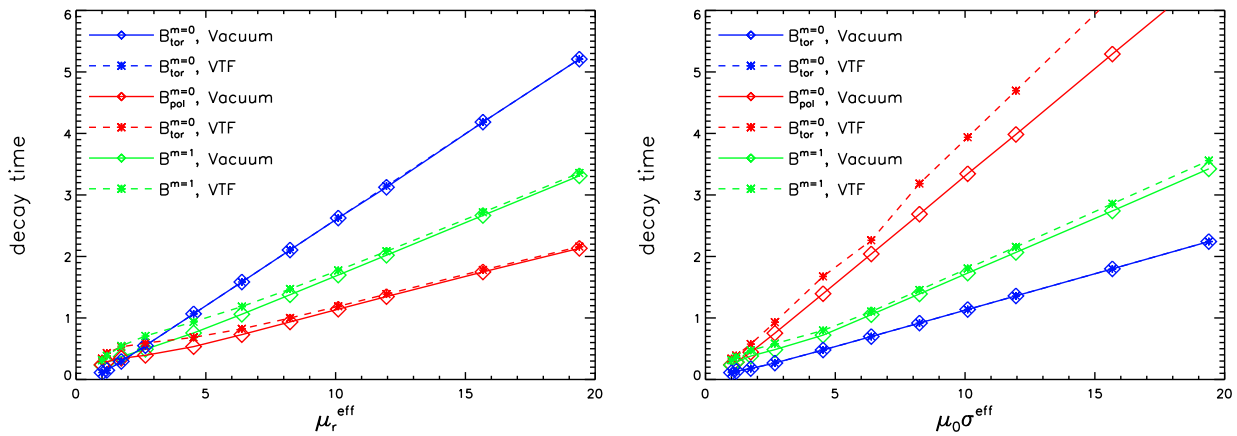 6
5
4
3
2
1
0
decay time
0
5
10
15
20
μ_r^eff
B_tor^m=0, Vacuum
B_tor^m=0, VTF
B_pol^m=0, Vacuum
B_tor^m=0, VTF
B^m=1, Vacuum
B^m=1, VTF
6
5
4
3
2
1
0
decay time
0
5
10
15
20
μ_0σ^eff
B_tor^m=0, Vacuum
B_tor^m=0, VTF
B_pol^m=0, Vacuum
B_tor^m=0, VTF
B^m=1, Vacuum
B^m=1, VTF